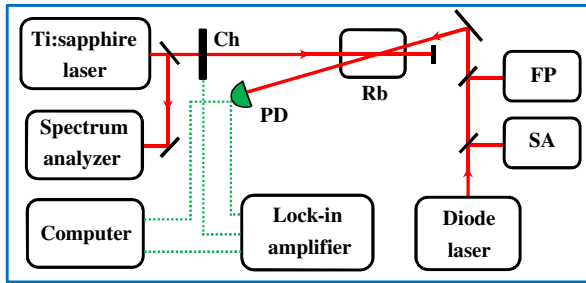 Ti:sapphire
laser
Ch
Rb
FP
PD
Spectrum
analyzer
SA
Computer
Lock-in
amplifier
Diode
laser